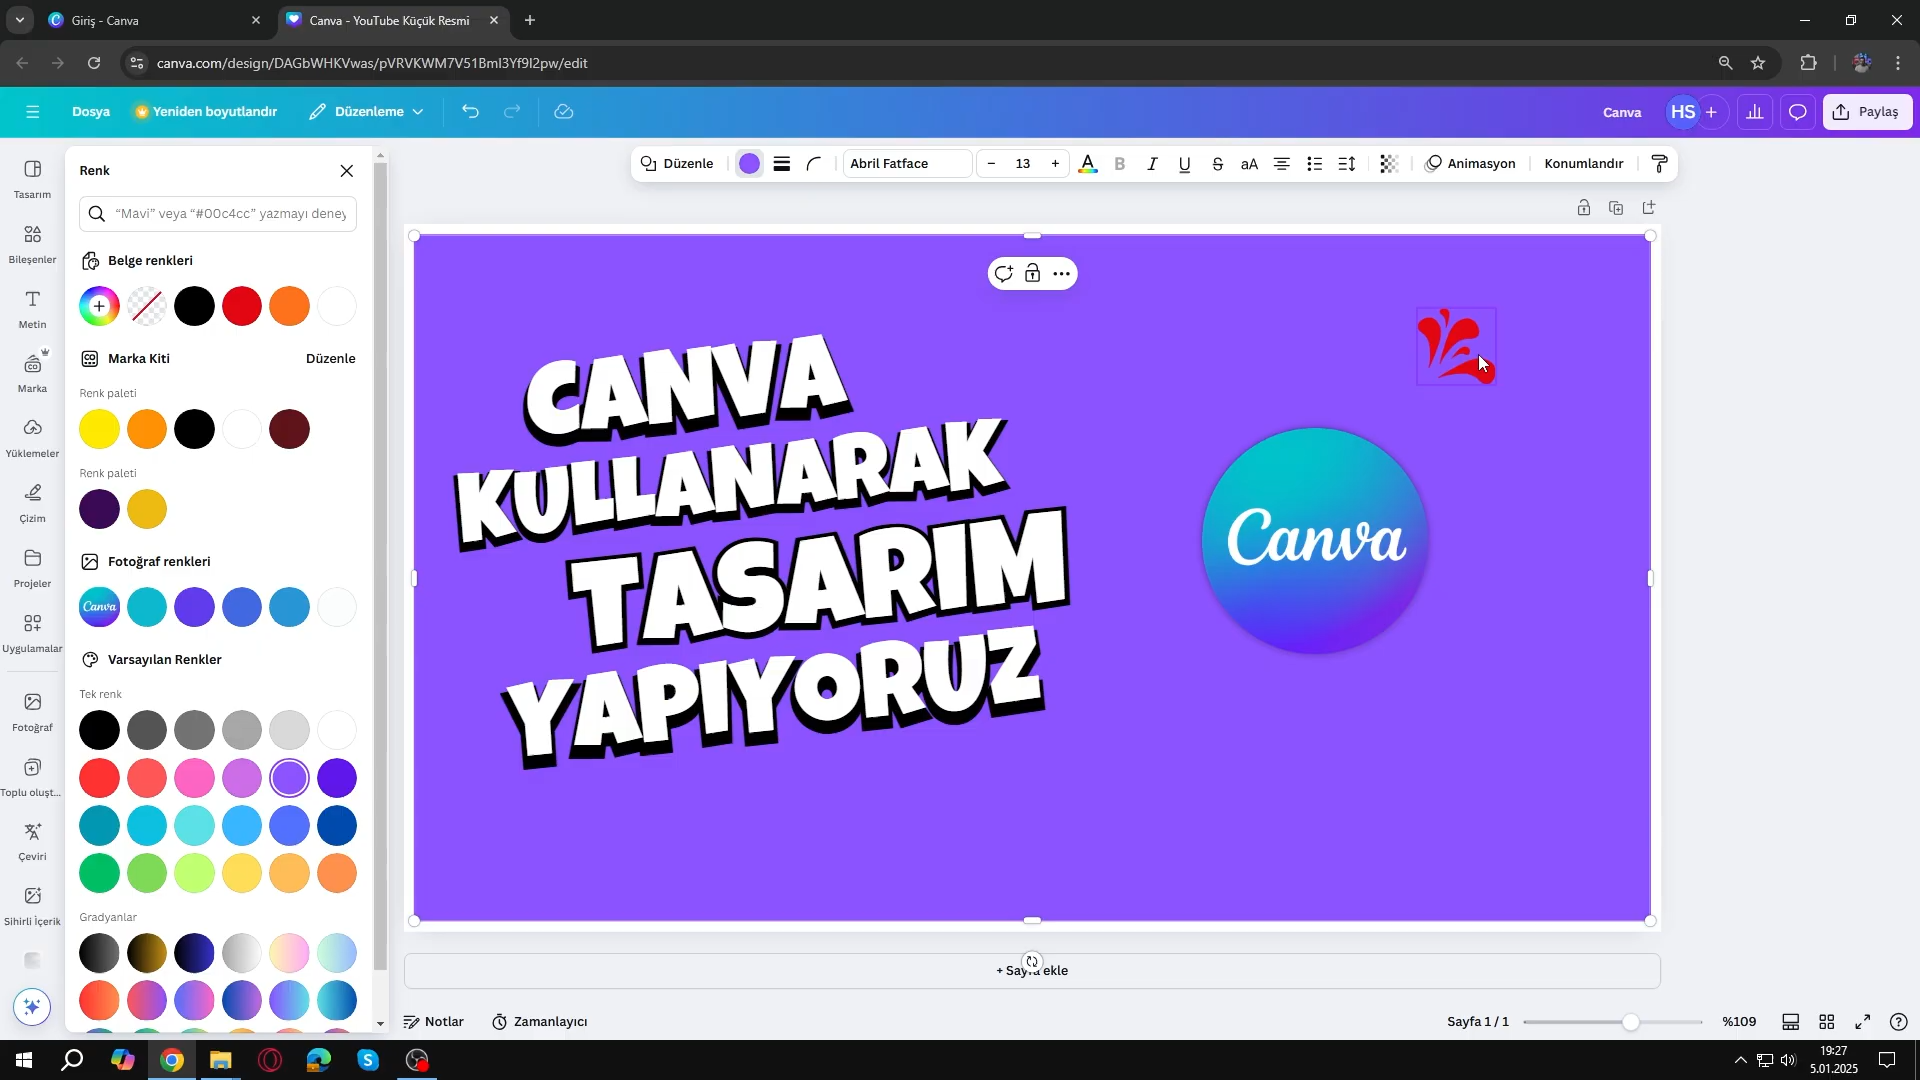 Giriş - Canva
Canva - YouTube Küçük Resmi
canva.com/design/DAGbWHKVwas/pVRVKWM7V51BmI3Yf9I2pw/edit
Dosya
Yeniden boyutlandır
Düzenleme
Canva
HS
Paylaş
Tasarım
Bileşenler
Metin
Marka
Yüklemeler
Çizim
Projeler
Uygulamalar
Fotoğraf
Toplu oluşt...
Çeviri
Sihirli İçerik
Renk
"Mavi" veya "#00c4cc" yazmayı deney
Belge renkleri
Marka Kiti
Düzenle
Renk paleti
Renk paleti
Fotoğraf renkleri
Canva
Varsayılan Renkler
Tek renk
Gradyanlar
Düzenle
Abril Fatface
- 13 +
A
B
I
U
S
aA
Animasyon
Konumlandır
CANVA
KULLANARAK
TASARIM
YAPIYORUZ
Canva
+ Sayfa ekle
Notlar
Zamanlayıcı
Sayfa 1 / 1
%109
19:27
5.01.2025